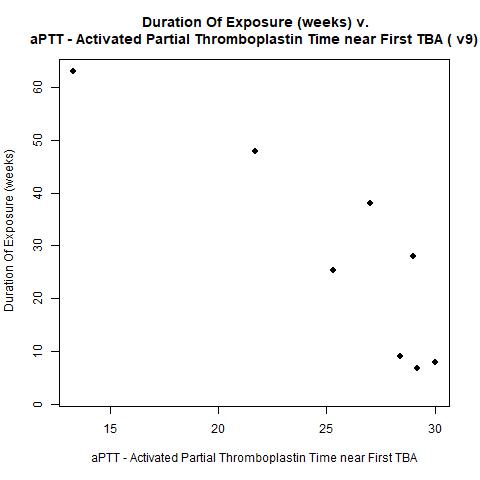 Duration Of Exposure (weeks) v.
aPTT - Activated Partial Thromboplastin Time near First TBA ( v9)
Duration Of Exposure (weeks)
60
50
40
30
20
10
0
15 20 25 30
aPTT - Activated Partial Thromboplastin Time near First TBA